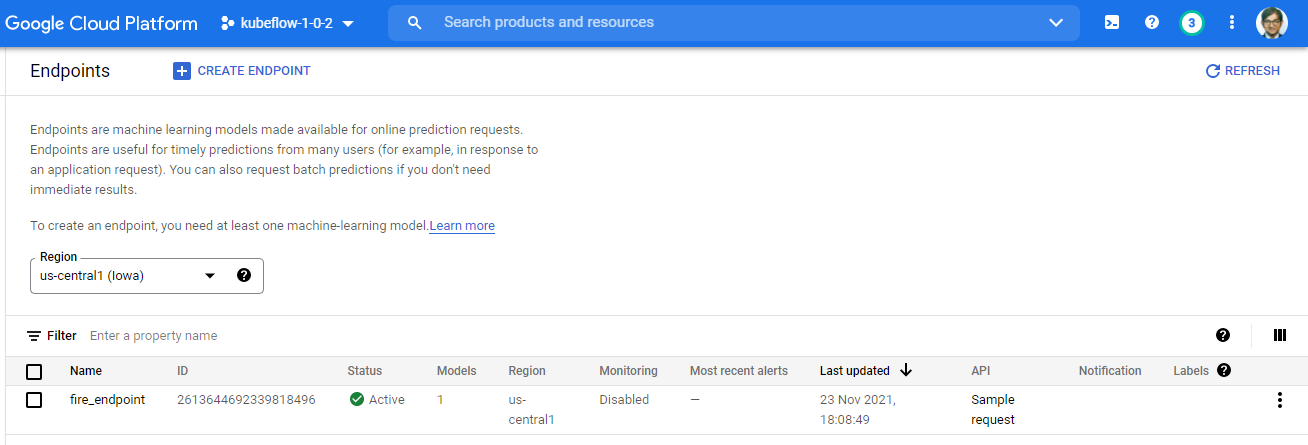 Google Cloud Platform kubeflow-1-0-2 Search products and resources 3
Endpoints CREATE ENDPOINT REFRESH
Endpoints are machine learning models made available for online prediction requests.
Endpoints are useful for timely predictions from many users (for example, in response to
an application request). You can also request batch predictions if you don't need
immediate results.
To create an endpoint, you need at least one machine-learning model.Learn more
Region
us-central1 (Iowa)
Filter Enter a property name
Name ID Status Models Region Monitoring Most recent alerts Last updated API Notification Labels
fire_endpoint 2613644692339818496 Active 1 us- Disabled — 23 Nov 2021, Sample
central1 18:08:49 request